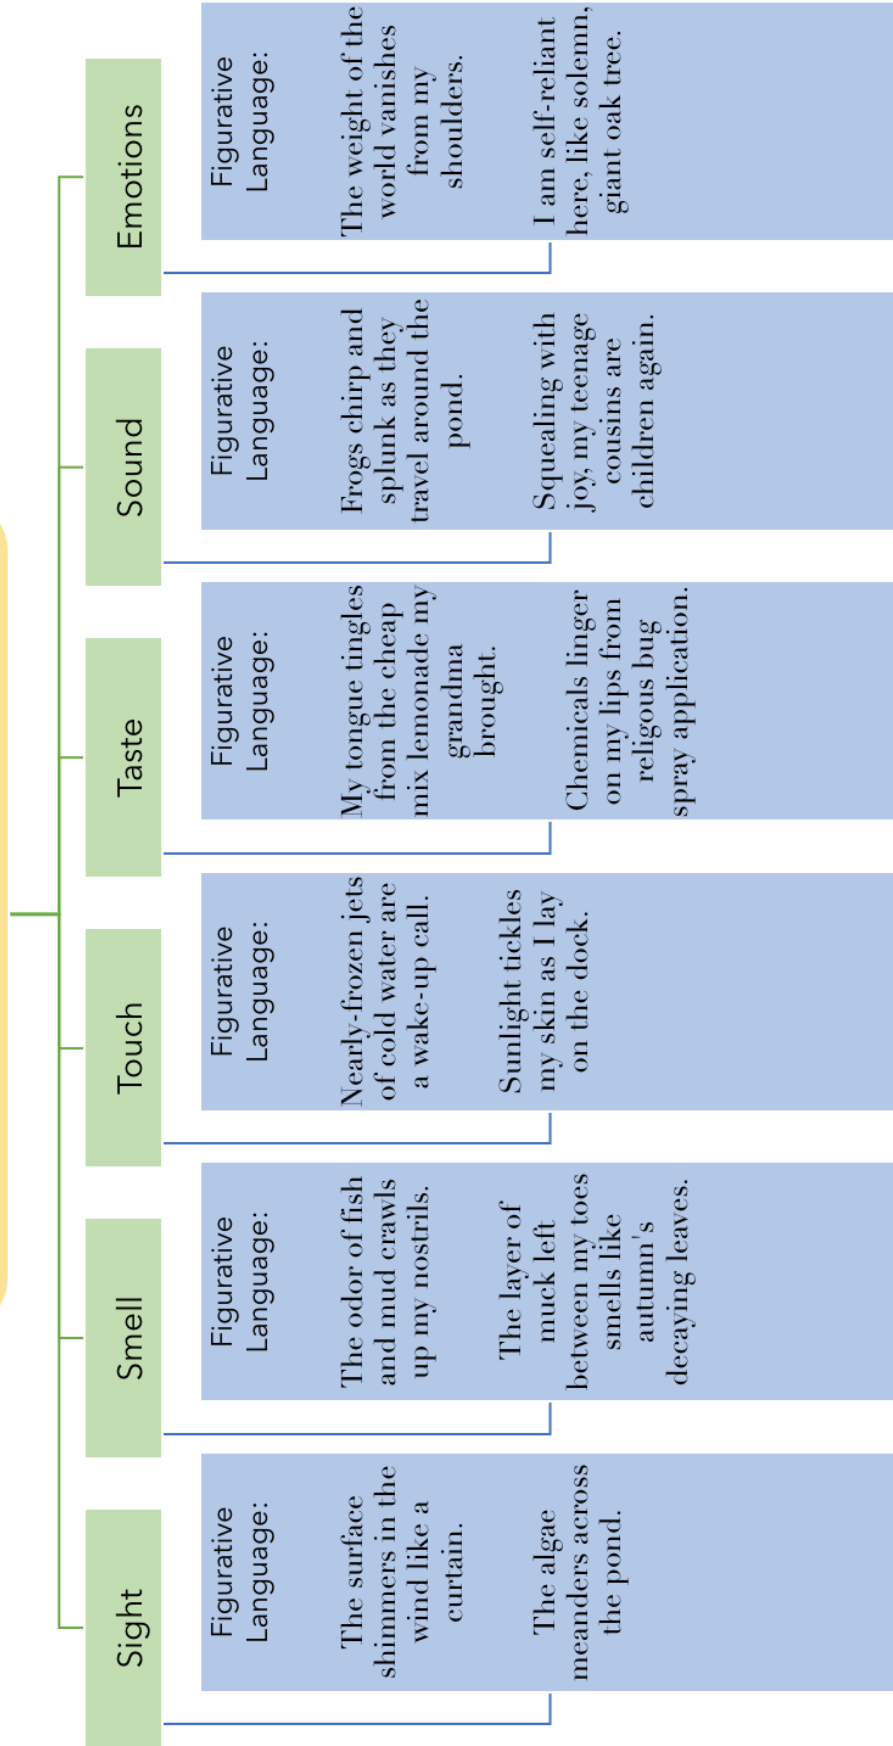 Sight
Figurative
Language:
The surface
shimmers in the
wind like a
curtain.
The algae
meanders across
the pond.
Smell
Figurative
Language:
The odor of fish
and mud crawls
up my nostrils.
The layer of
muck left
between my toes
smells like
autumn's
decaying leaves.
Touch
Figurative
Language:
Nearly-frozen jets
of cold water are
a wake-up call.
Sunlight tickles
my skin as I lay
on the dock.
Taste
Figurative
Language:
My tongue tingles
from the cheap
mix lemonade my
grandma
brought.
Chemicals linger
on my lips from
religous bug
spray application.
Sound
Figurative
Language:
Frogs chirp and
splunk as they
travel around the
pond.
Squealing with
joy, my teenage
cousins are
children again.
Emotions
Figurative
Language:
The weight of the
world vanishes
from my
shoulders.
I am self-reliant
here, like solemn,
giant oak tree.